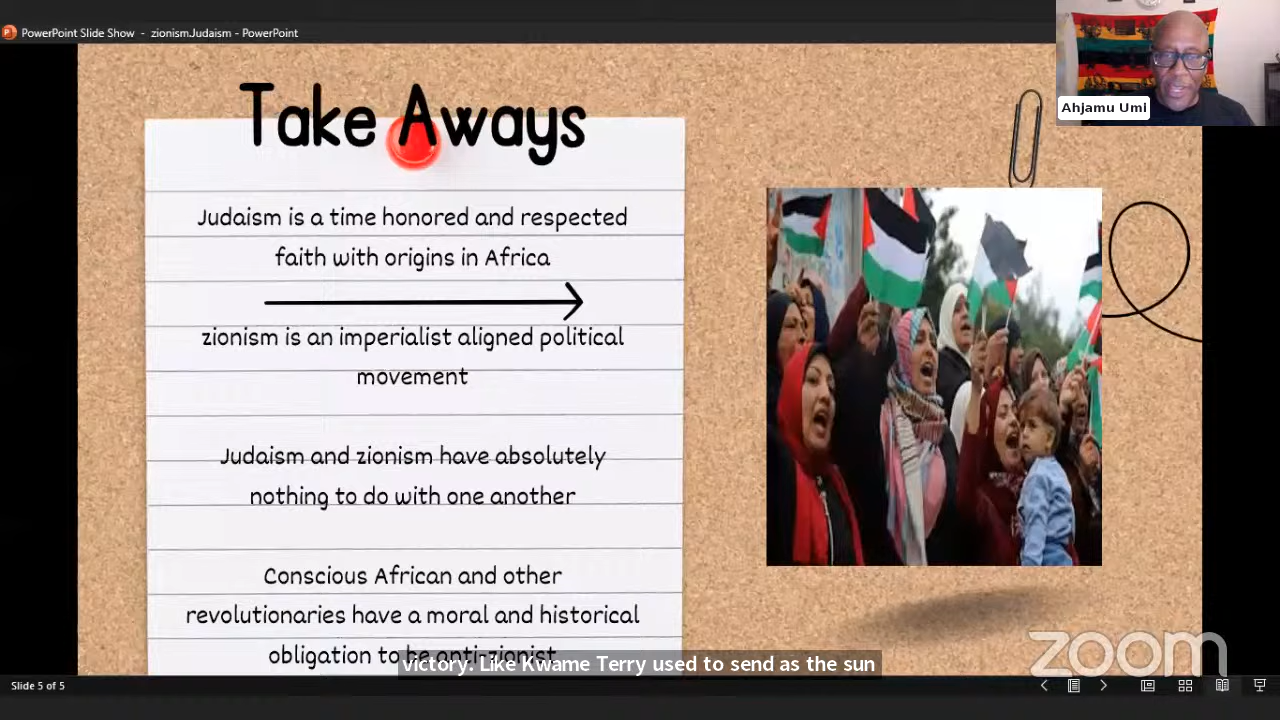 PowerPoint Slide Show - zionismJudaism - PowerPoint
Ahjamu Umi
Take Aways
Judaism is a time honored and respected
faith with origins in Africa
zionism is an imperialist aligned political
movement
Judaism and zionism have absolutely
nothing to do with one another
Conscious African and other
revolutionaries have a moral and historical
obligation to be anti-zionist
victory. Like Kwame Terry used to send as the sun
zoom
Slide 5 of 5